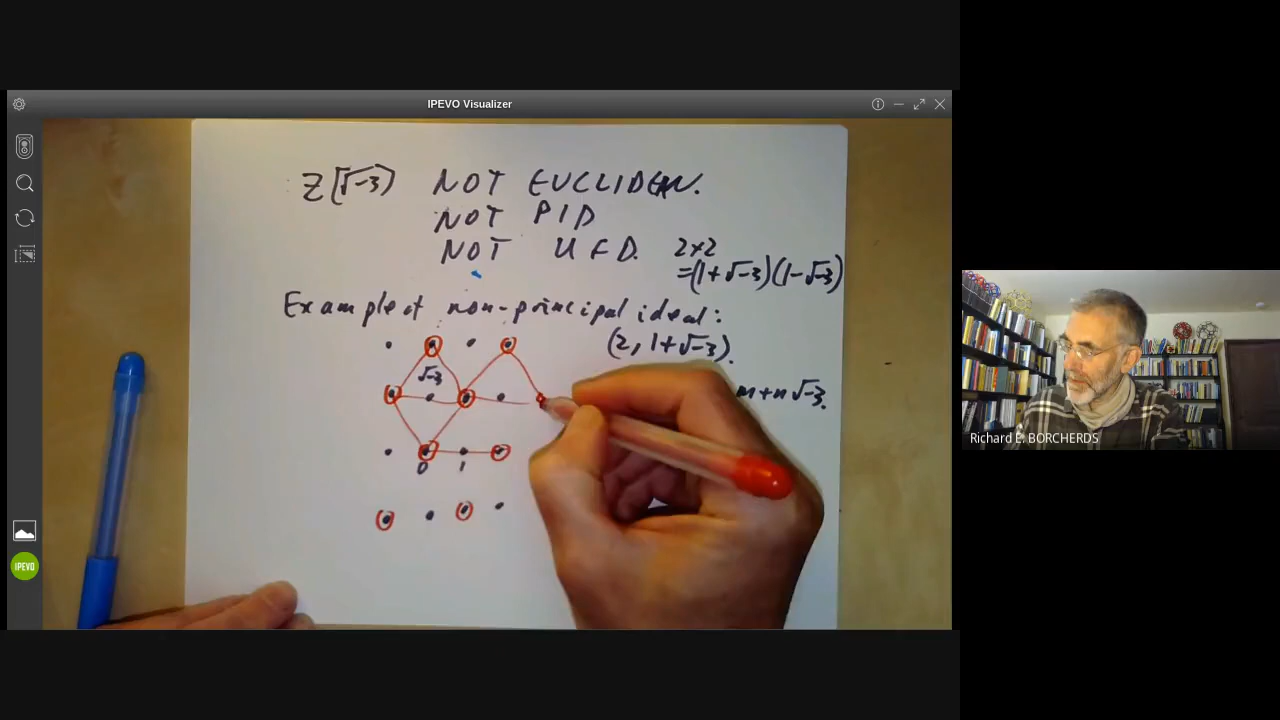 IPEVO Visualizer
Z[√-3] NOT EUCLIDEAN.
NOT PID
NOT UFD. 2×2
=(1+√-3)(1-√-3)
Example of non-principal ideal:
(2, 1+√-3).
√-3
m+n√-3.
0 1
Richard E. BORCHERDS
IPEVO